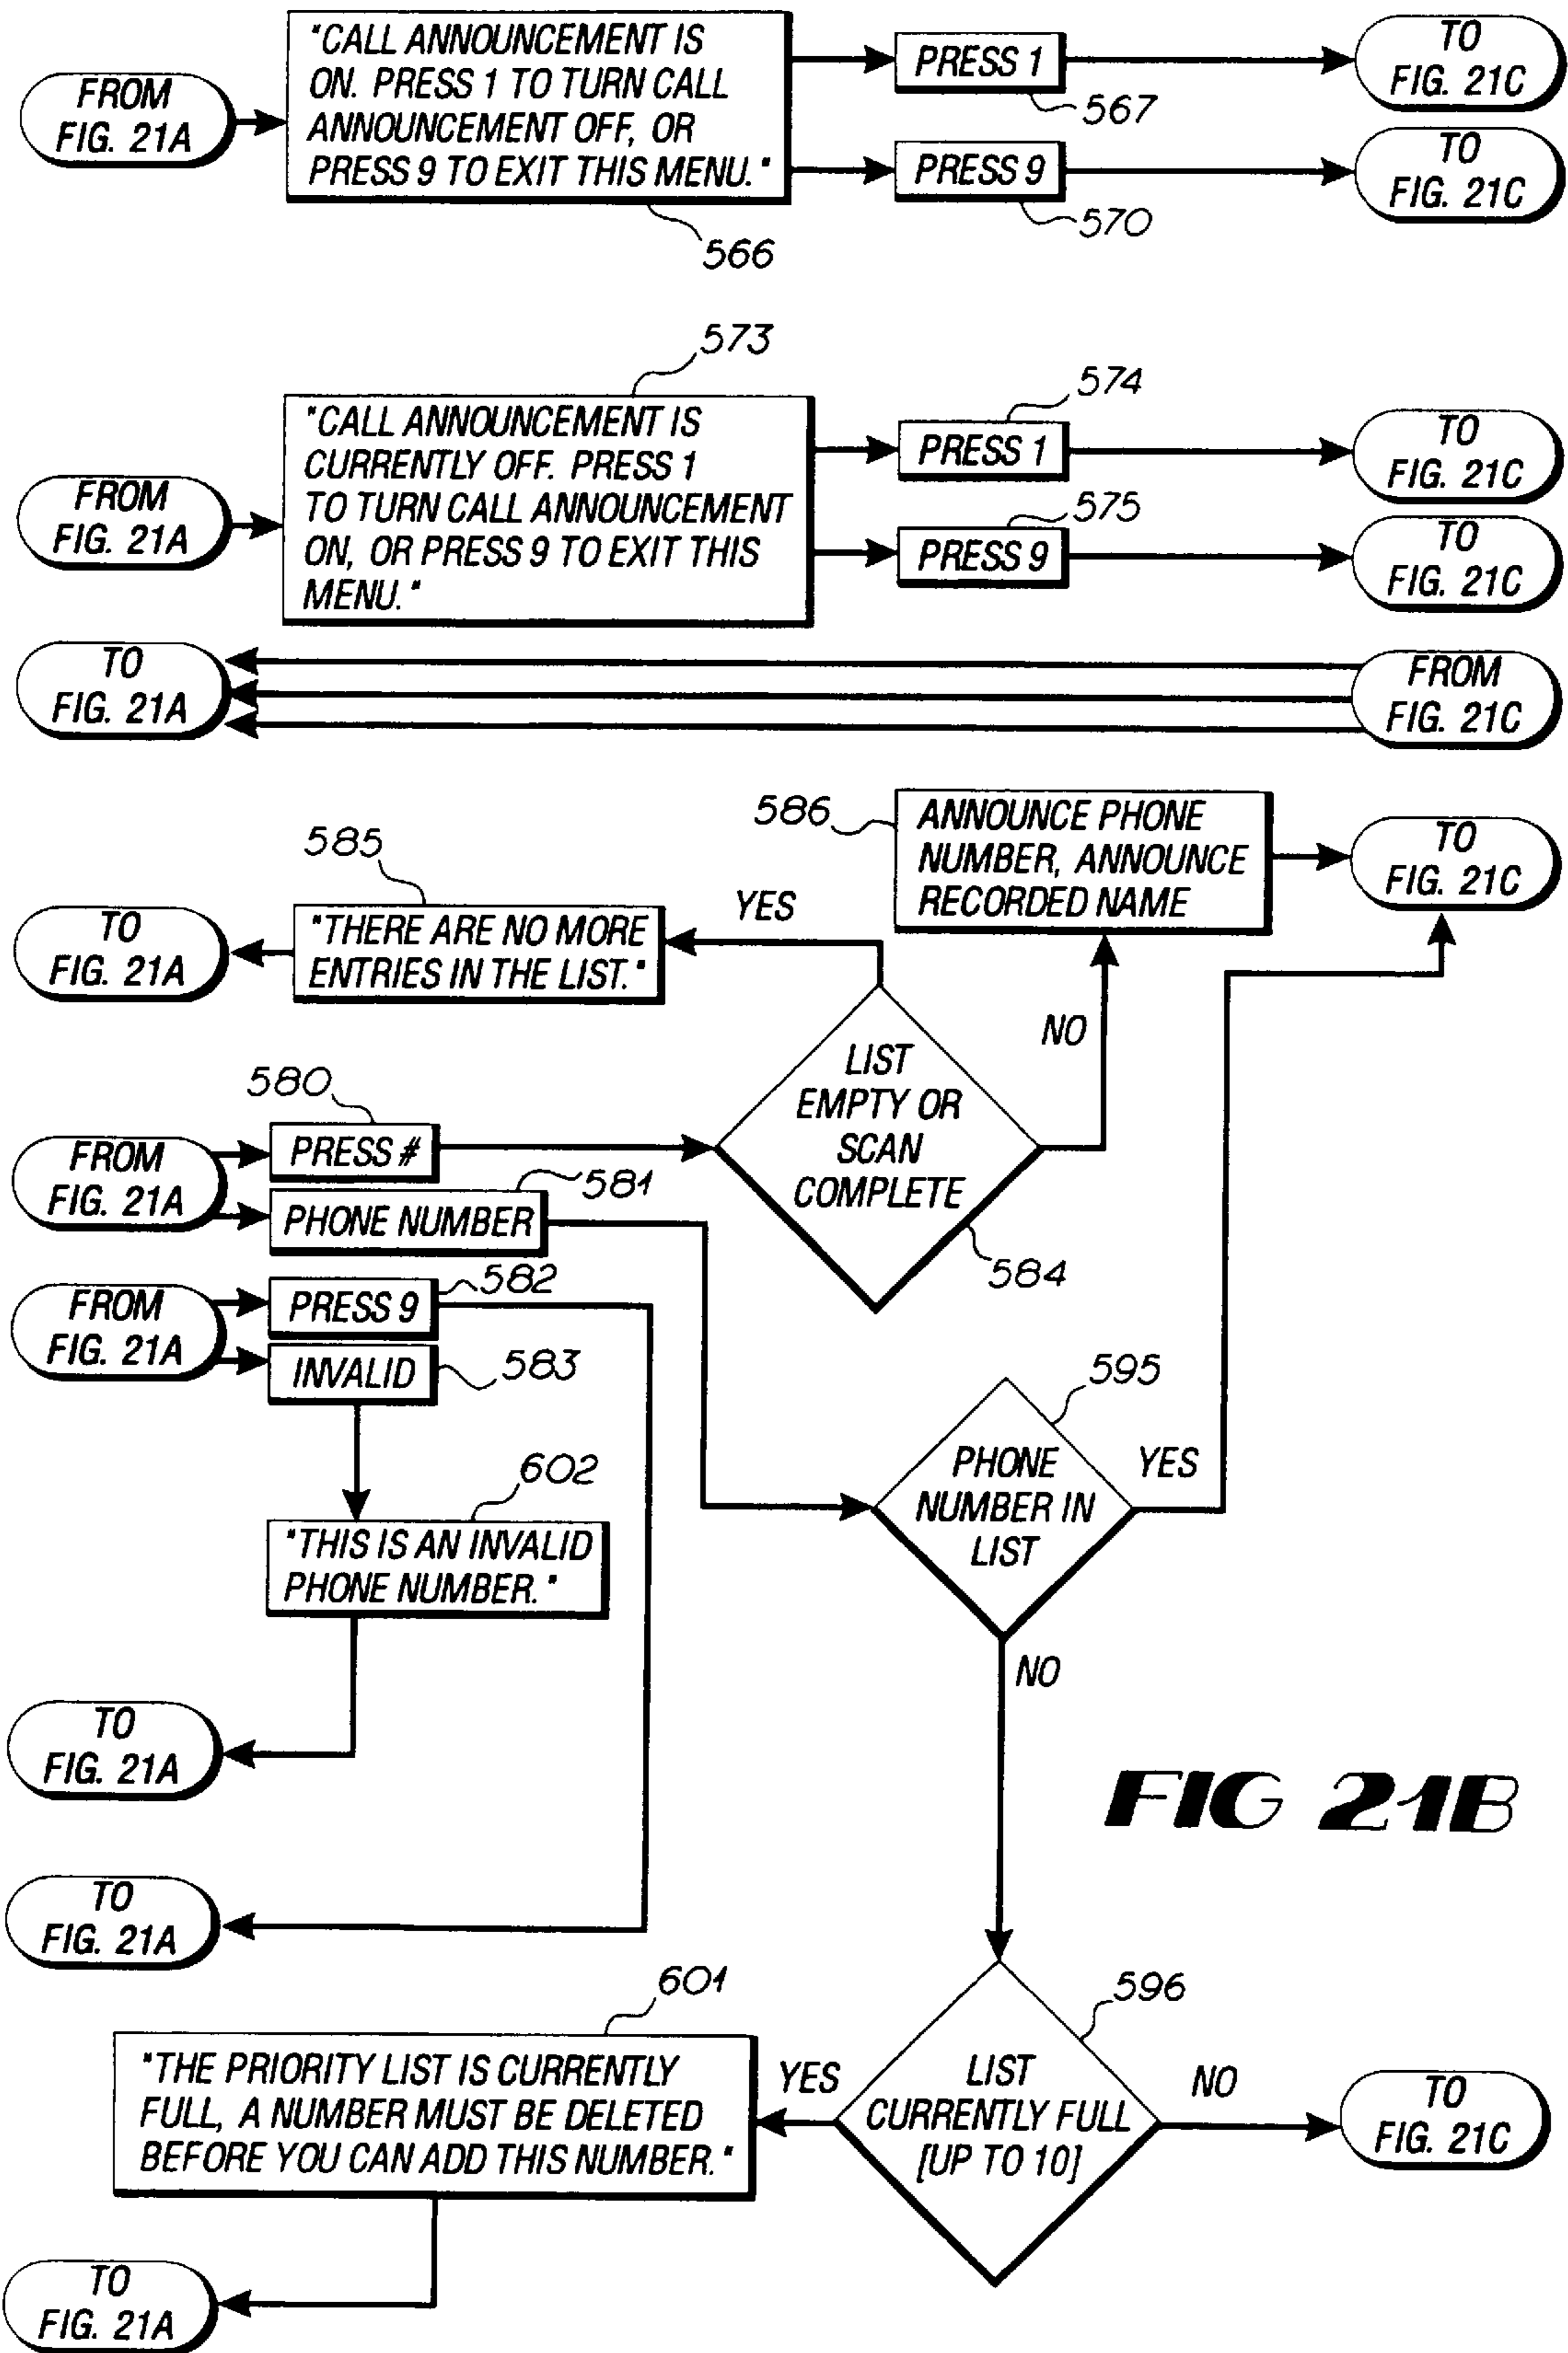 FROM
FIG. 21A
"CALL ANNOUNCEMENT IS
ON. PRESS 1 TO TURN CALL
ANNOUNCEMENT OFF, OR
PRESS 9 TO EXIT THIS MENU."
566
PRESS 1
567
TO
FIG. 21C
PRESS 9
570
TO
FIG. 21C
573
FROM
FIG. 21A
"CALL ANNOUNCEMENT IS
CURRENTLY OFF. PRESS 1
TO TURN CALL ANNOUNCEMENT
ON, OR PRESS 9 TO EXIT THIS
MENU."
574
PRESS 1
TO
FIG. 21C
575
PRESS 9
TO
FIG. 21C
TO
FIG. 21A
FROM
FIG. 21C
586
ANNOUNCE PHONE
NUMBER, ANNOUNCE
RECORDED NAME
TO
FIG. 21C
585
TO
FIG. 21A
"THERE ARE NO MORE
ENTRIES IN THE LIST."
YES
NO
LIST
EMPTY OR
SCAN
COMPLETE
584
580
FROM
FIG. 21A
PRESS #
581
PHONE NUMBER
FROM
FIG. 21A
PRESS 9
582
INVALID
583
595
PHONE
NUMBER IN
LIST
YES
NO
602
"THIS IS AN INVALID
PHONE NUMBER."
TO
FIG. 21A
FIG 21B
TO
FIG. 21A
601
"THE PRIORITY LIST IS CURRENTLY
FULL, A NUMBER MUST BE DELETED
BEFORE YOU CAN ADD THIS NUMBER."
YES
596
LIST
CURRENTLY FULL
[UP TO 10]
NO
TO
FIG. 21C
TO
FIG. 21A